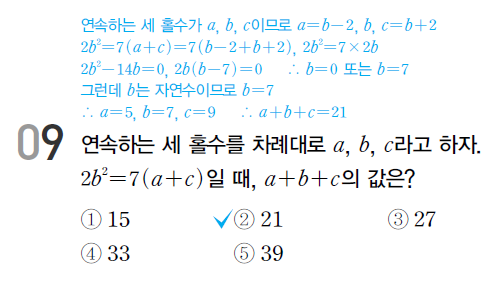 연속하는 세 홀수가 a, b, c이므로 a=b-2, b, c=b+2
2b²=7(a+c)=7(b-2+b+2), 2b²=7×2b
2b²-14b=0, 2b(b-7)=0 ∴ b=0 또는 b=7
그런데 b는 자연수이므로 b=7
∴ a=5, b=7, c=9 ∴ a+b+c=21
09 연속하는 세 홀수를 차례대로 a, b, c라고 하자.
2b²=7(a+c)일 때, a+b+c의 값은?
① 15 ② 21 ③ 27
④ 33 ⑤ 39